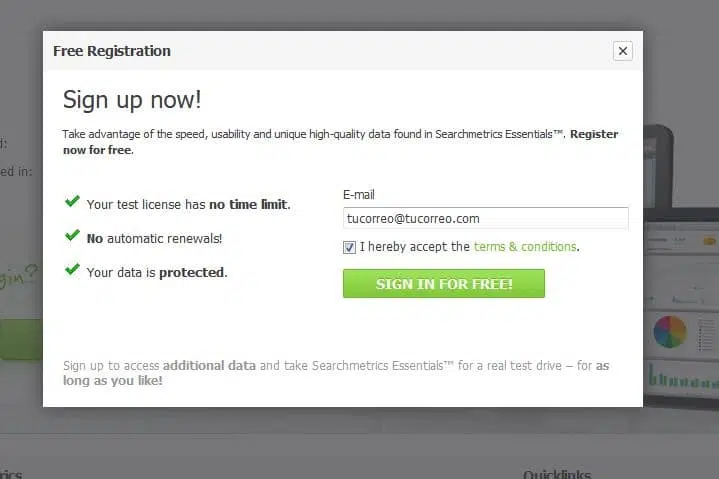 Free Registration
Sign up now!
Take advantage of the speed, usability and unique high-quality data found in Searchmetrics Essentials™. Register
now for free.
Your test license has no time limit.
No automatic renewals!
Your data is protected.
E-mail
tucorreo@tucorreo.com
I hereby accept the terms & conditions.
SIGN IN FOR FREE!
Sign up to access additional data and take Searchmetrics Essentials™ for a real test drive – for as
long as you like!
ed in:
gin?
rics
Quicklinks